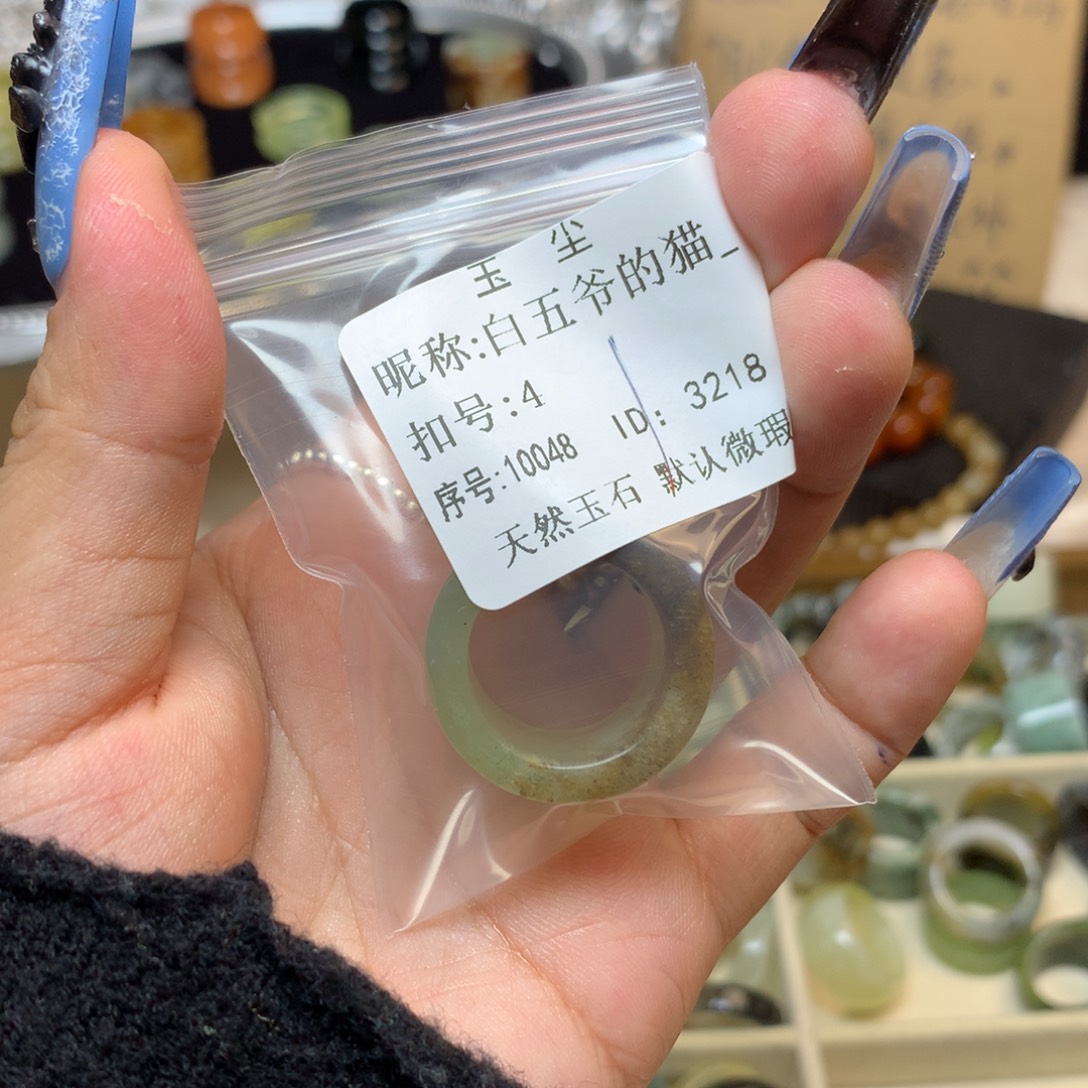 玉 尘
昵称:白五爷的猫_
扣号:4
序号:10048 ID: 3218
天然玉石 默认微瑕